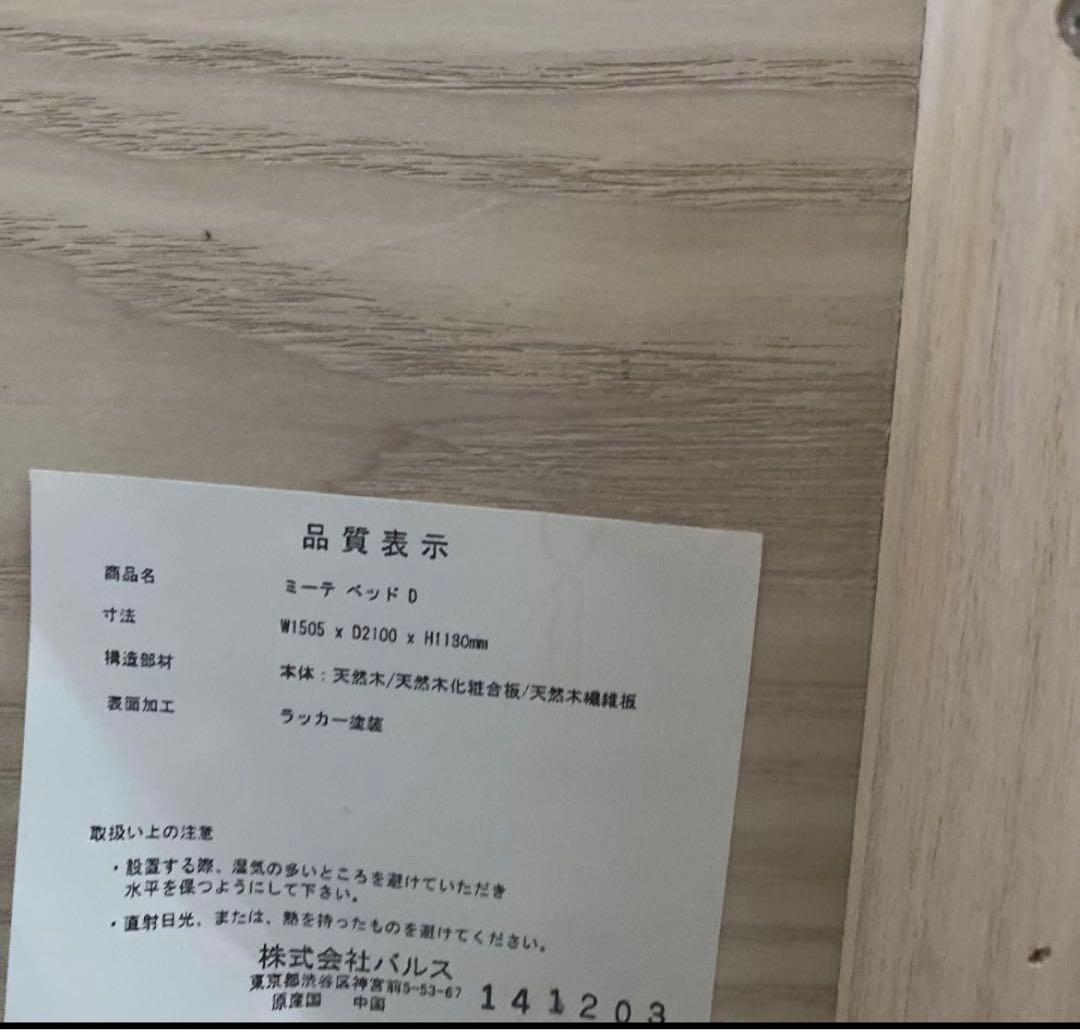 品質表示
商品名 ミーテ ベッド D
寸法 W1505 x D2100 x H1130mm
構造部材 本体：天然木/天然木化粧合板/天然木繊維板
表面加工 ラッカー塗装
取扱い上の注意
・設置する際、湿気の多いところを避けていただき
水平を保つようにして下さい。
・直射日光、または、熱を持ったものを避けてください。
株式会社バルス
東京都渋谷区神宮前5-53-67
原産国 中国
141203